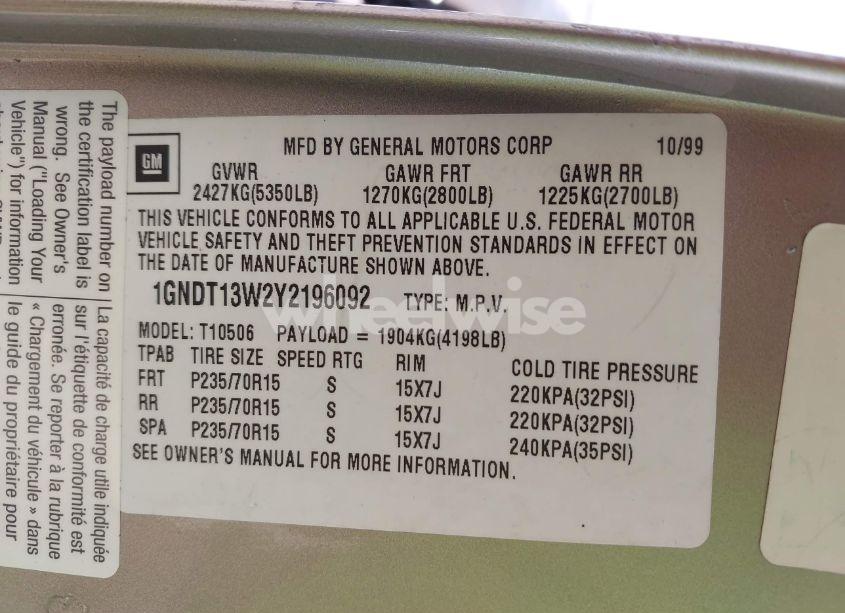 The payload number on
the certification label is
wrong. See Owner's
Manual ("Loading Your
Vehicle") for information
La capacité de charge utile indiquée
sur l'étiquette de conformité est
erronée. Se reporter à la rubrique
« Chargement du véhicule » dans
le guide du propriétaire pour
GM
MFD BY GENERAL MOTORS CORP 10/99
GVWR GAWR FRT GAWR RR
2427KG(5350LB) 1270KG(2800LB) 1225KG(2700LB)
THIS VEHICLE CONFORMS TO ALL APPLICABLE U.S. FEDERAL MOTOR
VEHICLE SAFETY AND THEFT PREVENTION STANDARDS IN EFFECT ON
THE DATE OF MANUFACTURE SHOWN ABOVE.
1GNDT13W2Y2196092 TYPE: M.P.V.
MODEL: T10506 PAYLOAD = 1904KG(4198LB)
TPAB TIRE SIZE SPEED RTG RIM COLD TIRE PRESSURE
FRT P235/70R15 S 15X7J 220KPA(32PSI)
RR P235/70R15 S 15X7J 220KPA(32PSI)
SPA P235/70R15 S 15X7J 240KPA(35PSI)
SEE OWNER'S MANUAL FOR MORE INFORMATION.
wheelwise